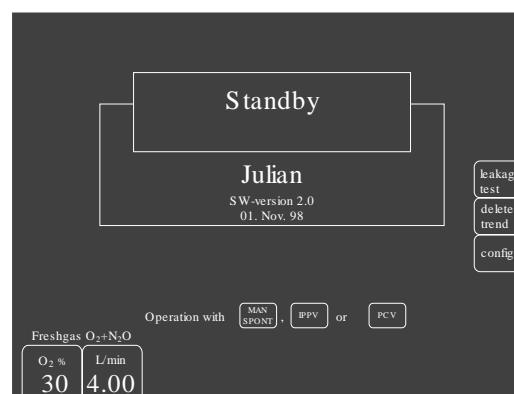 Standby
Julian
SW-version 2.0
01. Nov. 98
leakag
test
delete
trend
config
Operation with MAN SPONT , IPPV or PCV
Freshgas O₂+N₂O
O₂ % L/min
30 4.00